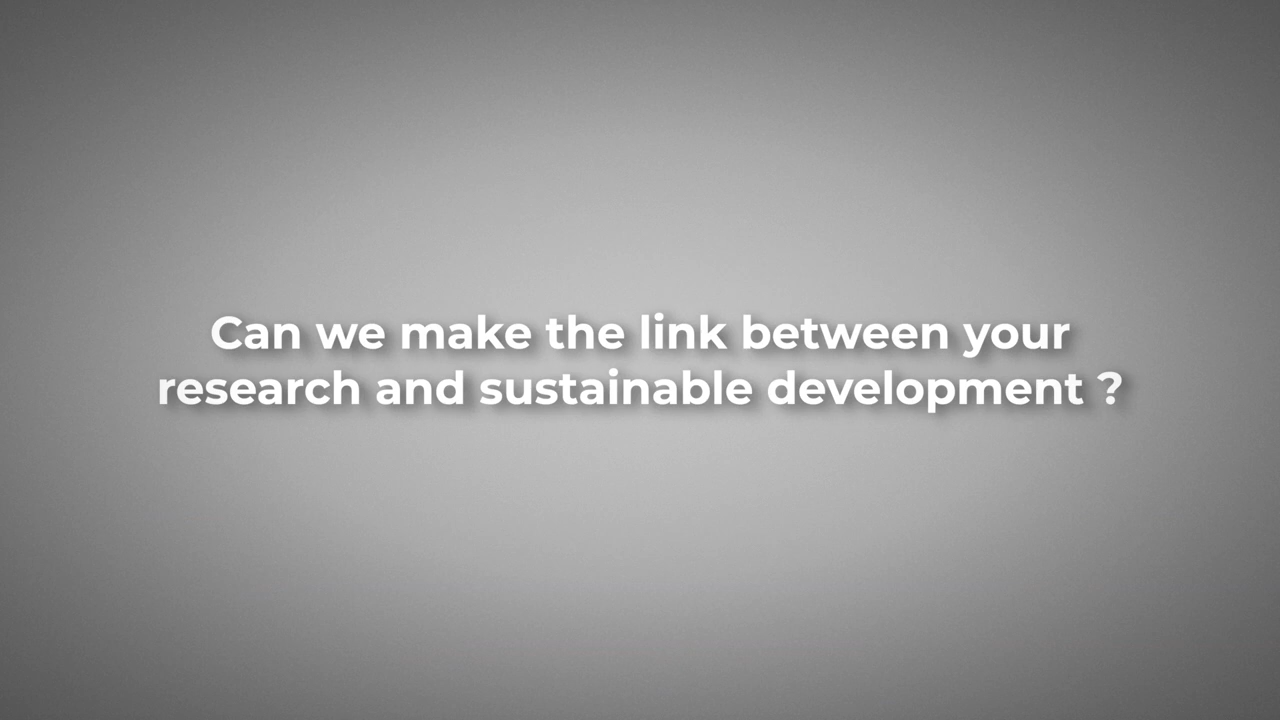 Can we make the link between your
research and sustainable development ?